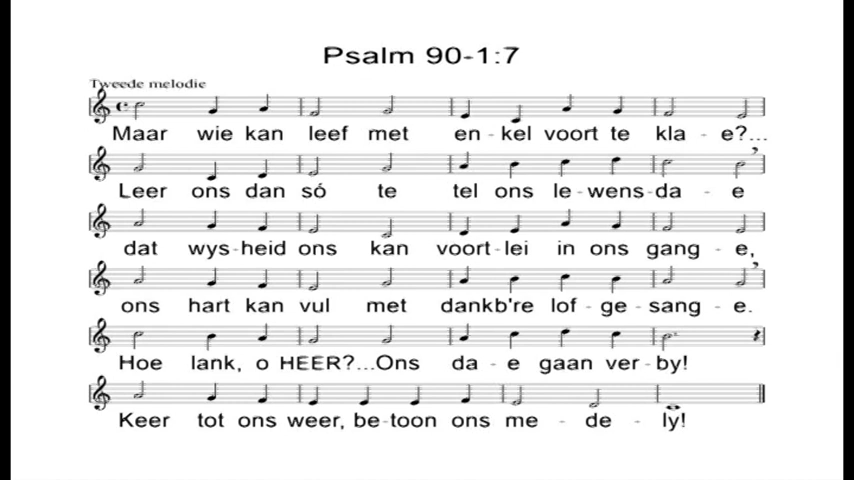 Psalm 90-1:7
Tweede melodie
Maar wie kan leef met en - kel voort te kla - e?...
Leer ons dan só te tel ons le - wens - da - e
dat wys - heid ons kan voort - lei in ons gang - e,
ons hart kan vul met dankb're lof - ge - sang - e.
Hoe lank, o HEER?...Ons da - e gaan ver - by!
Keer tot ons weer, be - toon ons me - de - ly!